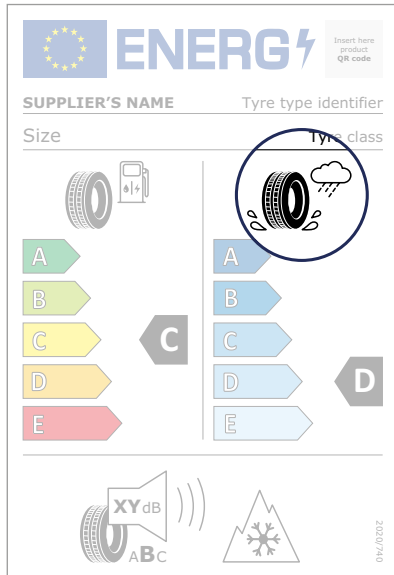 ENERG
Insert here
product
QR code
SUPPLIER'S NAME Tyre type identifier
Size Tyre class
A A
B B
C C C
D D D
E E
XYdB
ABC
2020/740